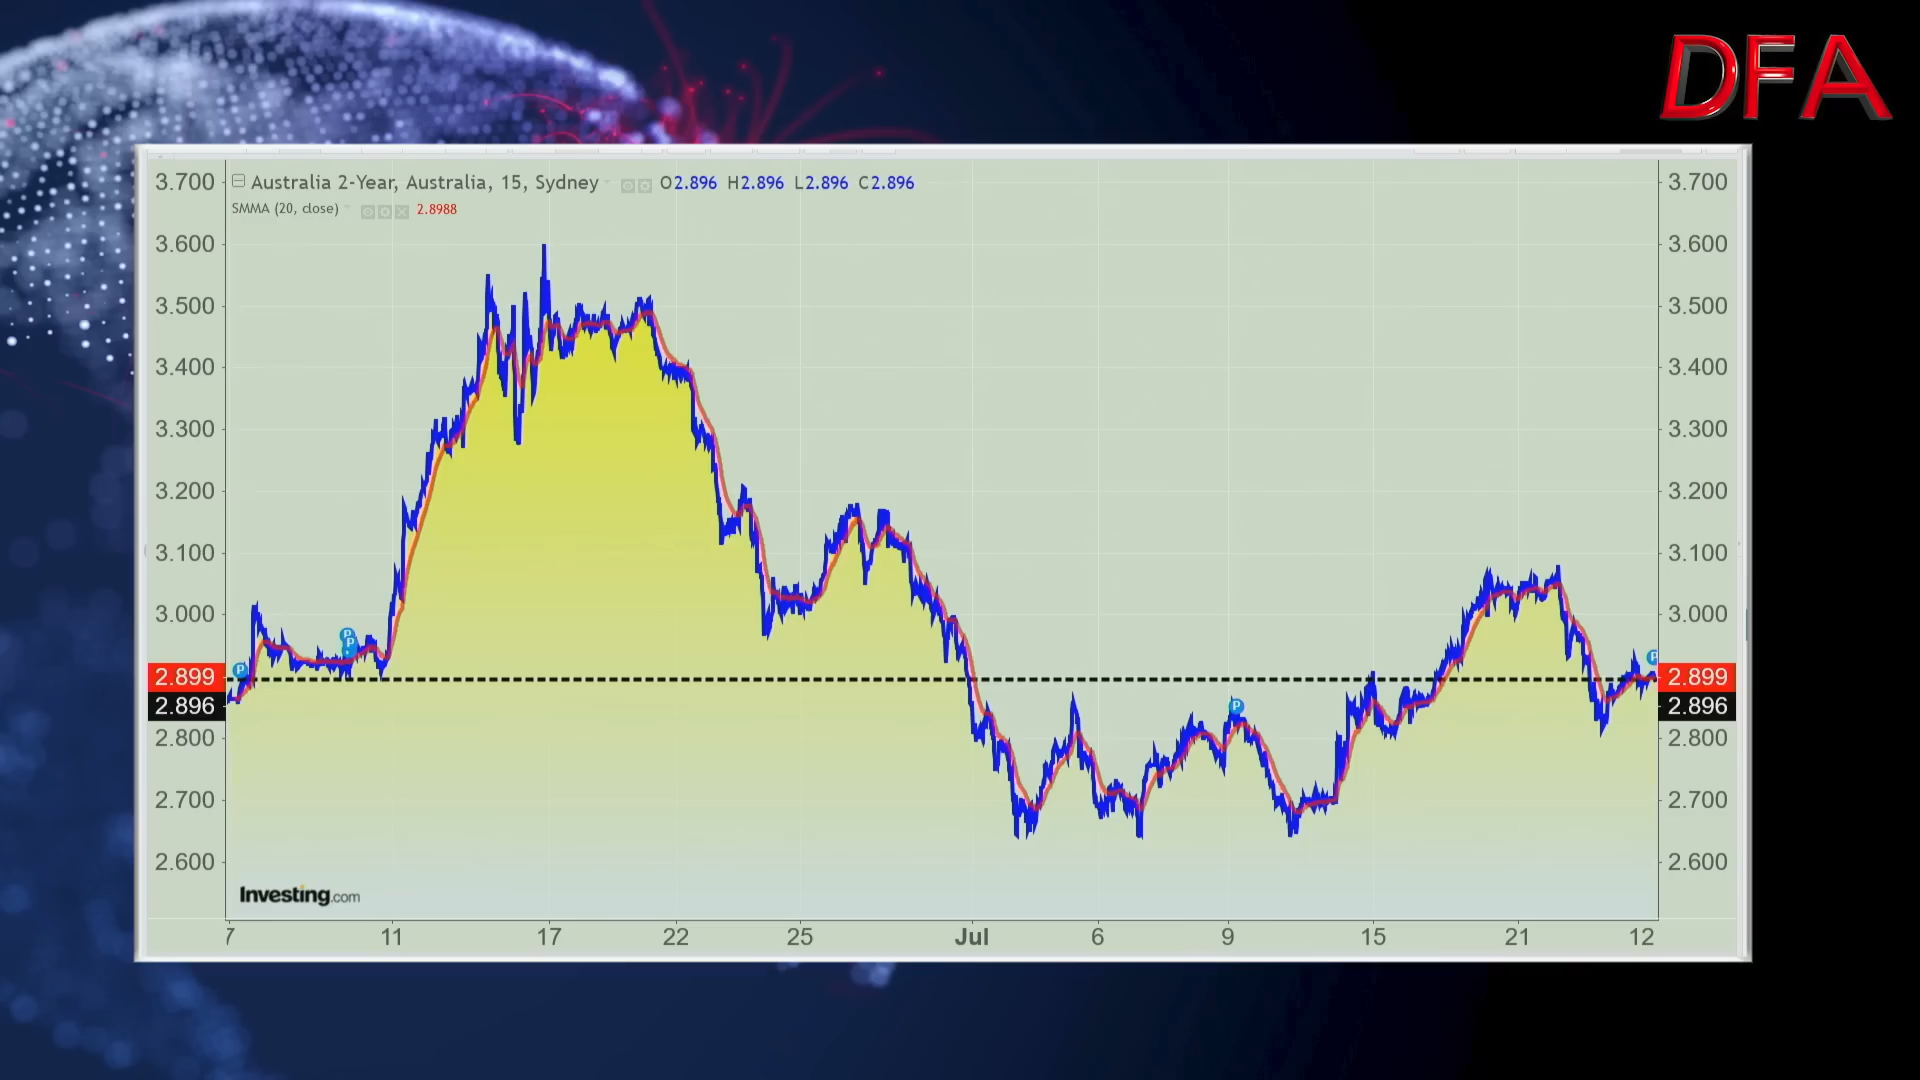 DFA
Australia 2-Year, Australia, 15, Sydney O2.896 H2.896 L2.896 C2.896
SMMA (20, close) 2.8988
3.700 3.700
3.600 3.600
3.500 3.500
3.400 3.400
3.300 3.300
3.200 3.200
3.100 3.100
3.000 3.000
P P P P
2.899 2.899
2.896 P 2.896
2.800 2.800
2.700 2.700
2.600 2.600
Investing.com
7 11 17 22 25 Jul 6 9 15 21 12